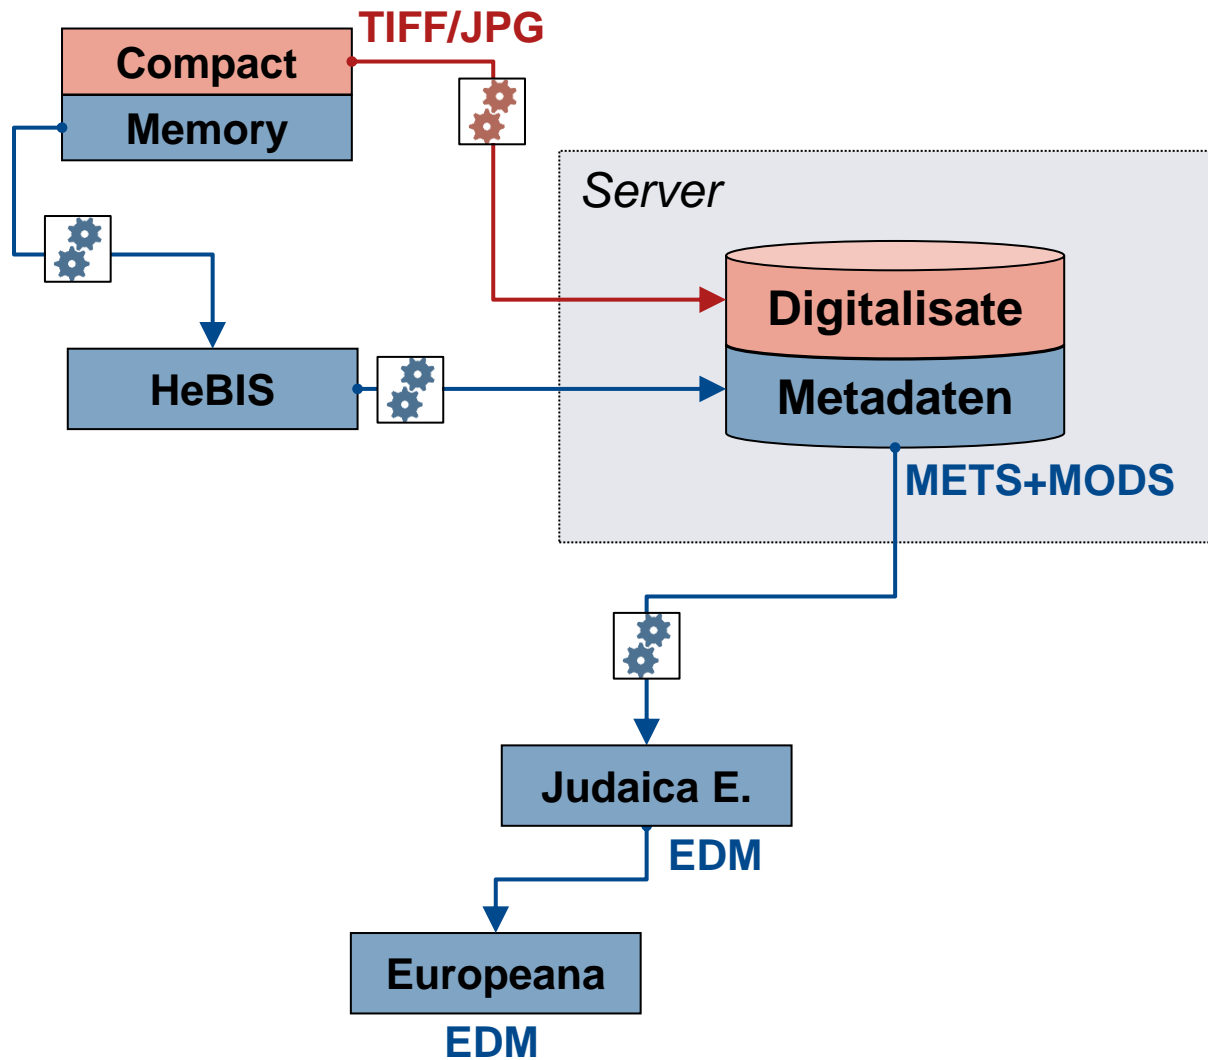 TIFF/JPG
Compact
Memory
Server
Digitalisate
HeBIS
Metadaten
METS+MODS
Judaica E.
EDM
Europeana
EDM